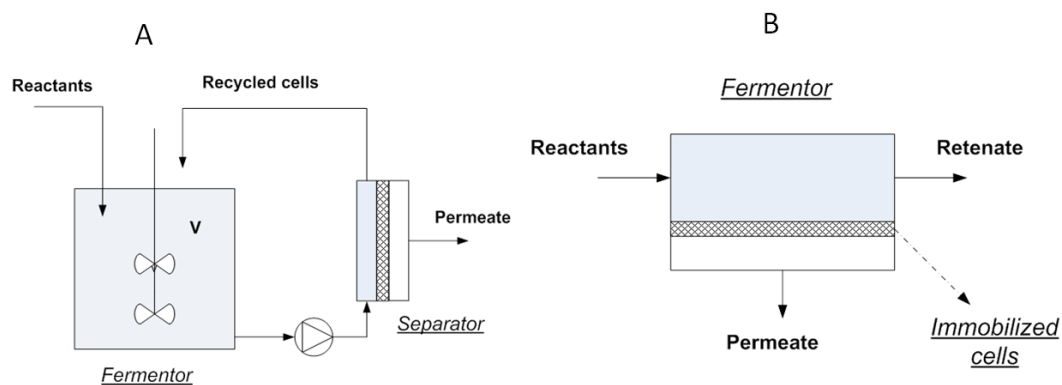 A
Reactants
Recycled cells
V
Permeate
Separator
Fermentor
B
Fermentor
Reactants
Retenate
Permeate
Immobilized
cells